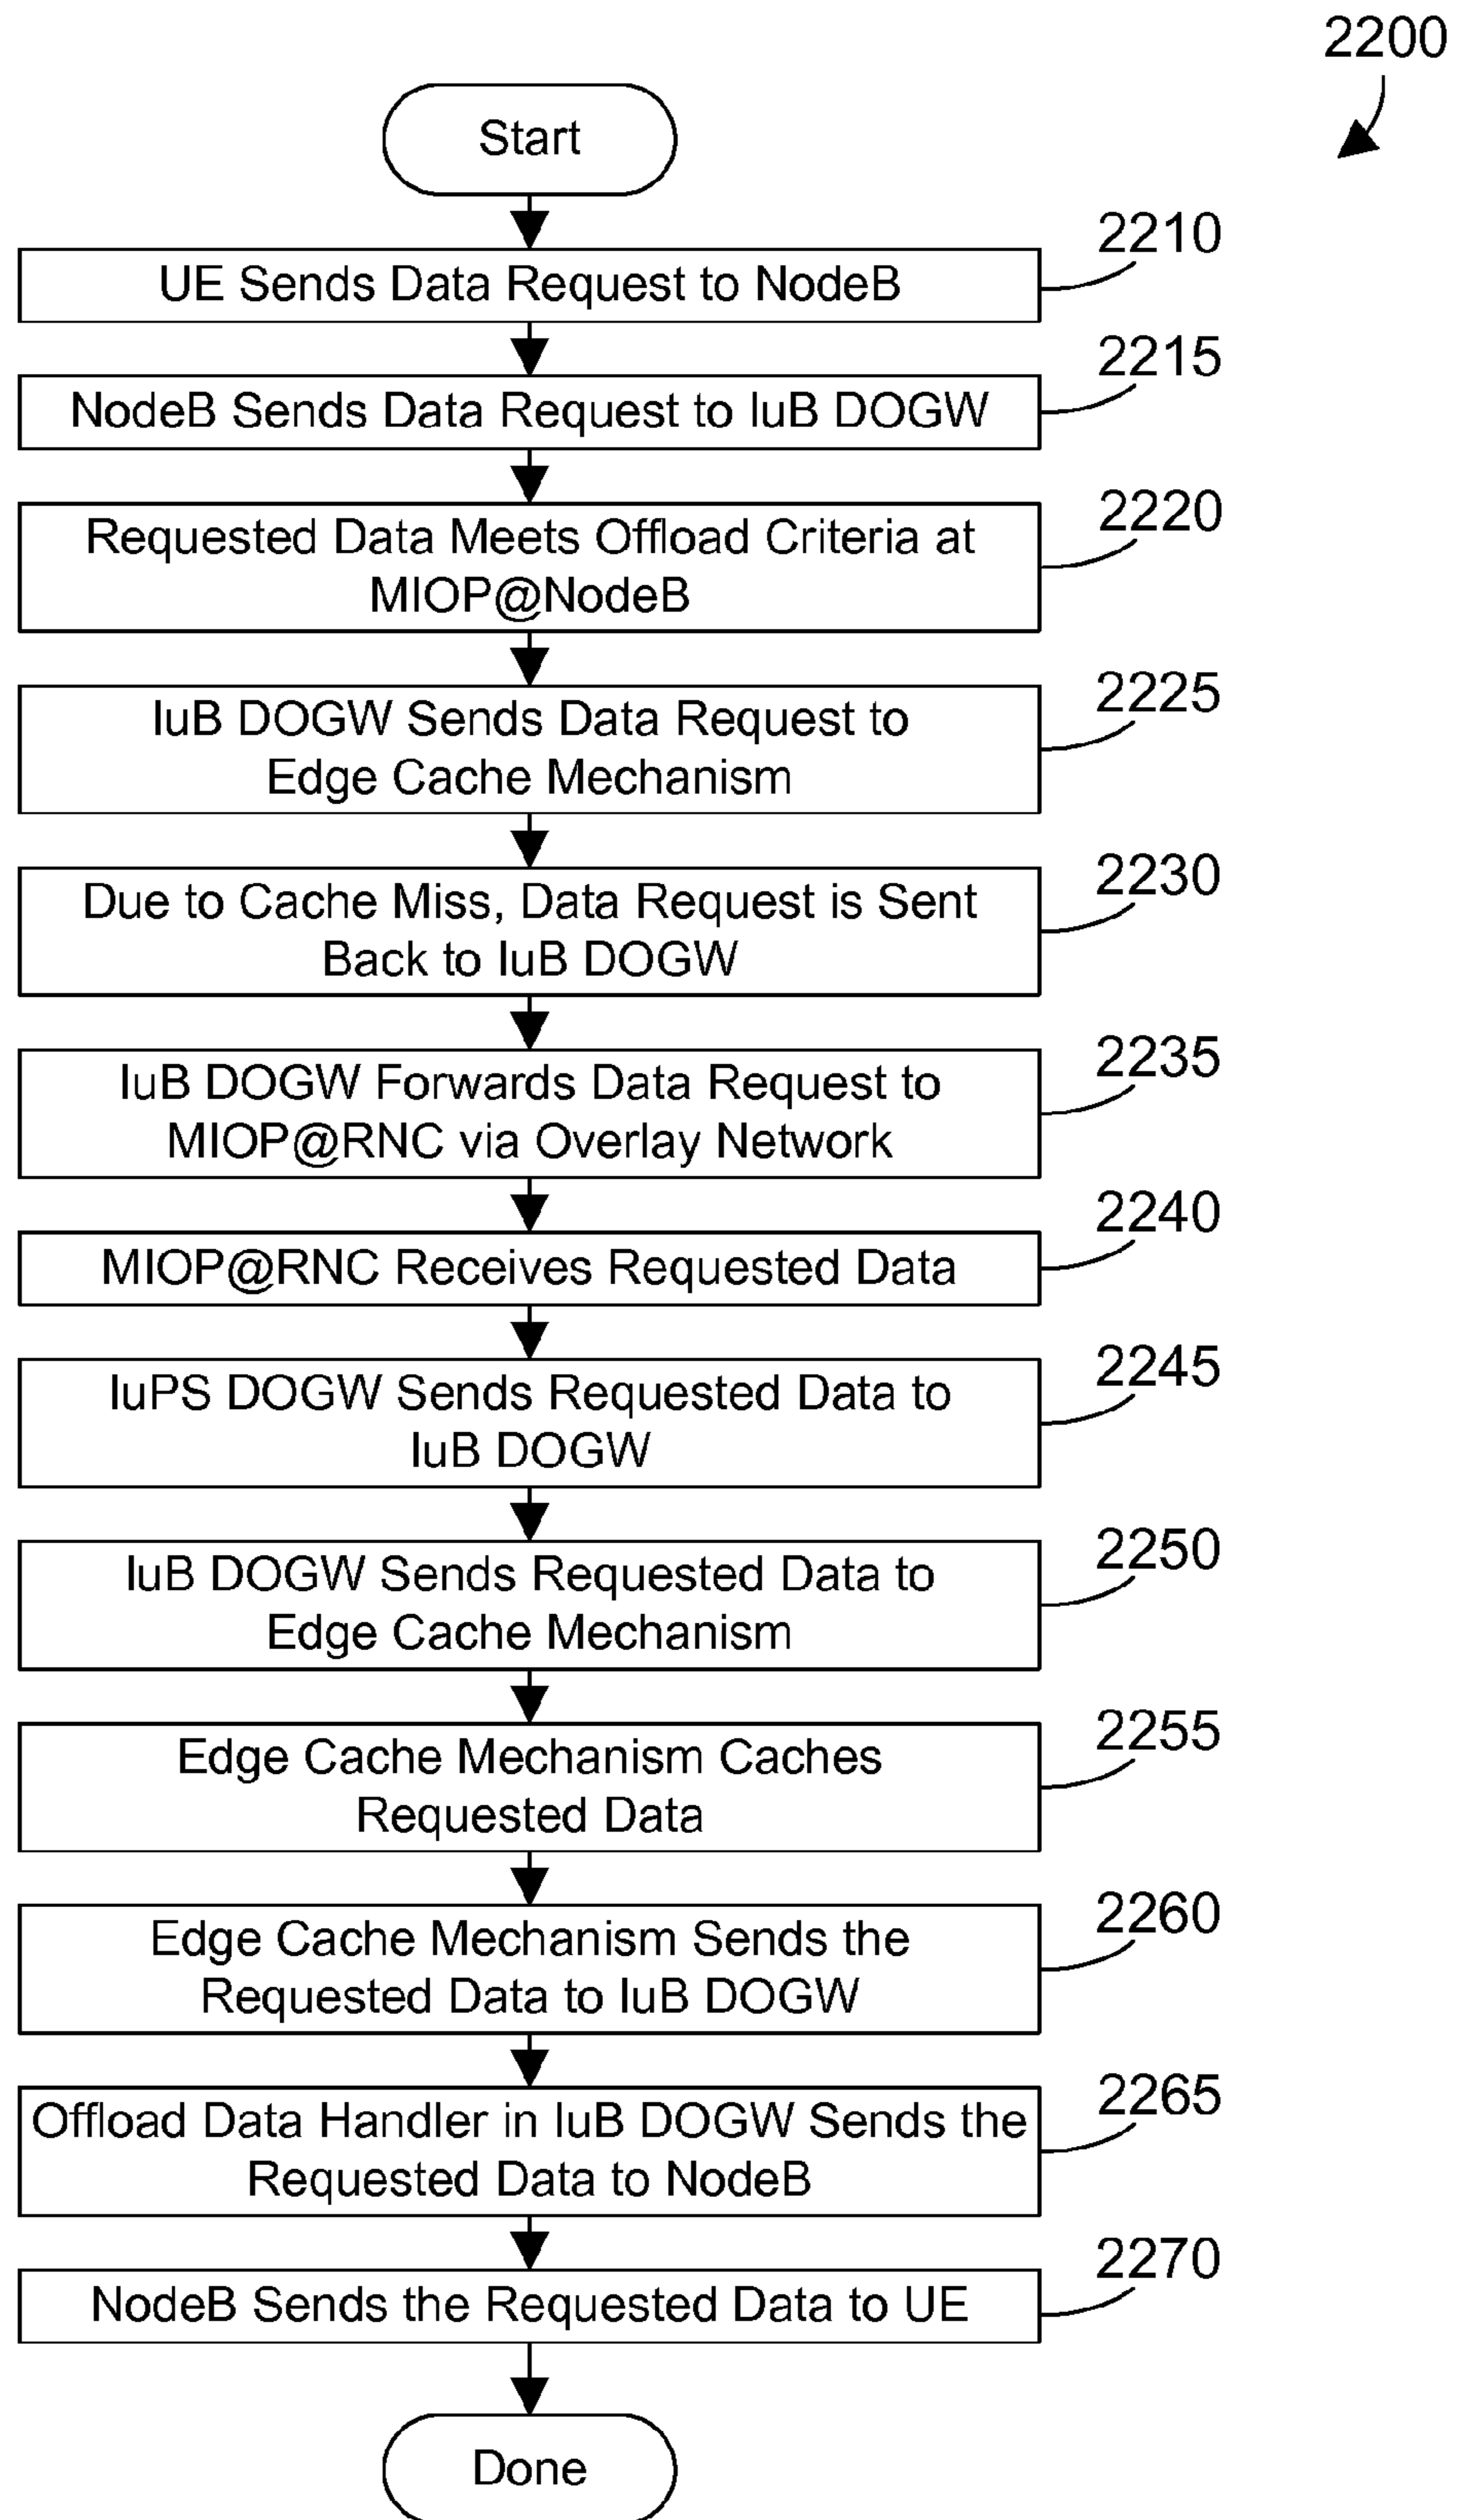 2200
Start
2210
UE Sends Data Request to NodeB
2215
NodeB Sends Data Request to IuB DOGW
2220
Requested Data Meets Offload Criteria at
MIOP@NodeB
2225
IuB DOGW Sends Data Request to
Edge Cache Mechanism
2230
Due to Cache Miss, Data Request is Sent
Back to IuB DOGW
2235
IuB DOGW Forwards Data Request to
MIOP@RNC via Overlay Network
2240
MIOP@RNC Receives Requested Data
2245
IuPS DOGW Sends Requested Data to
IuB DOGW
2250
IuB DOGW Sends Requested Data to
Edge Cache Mechanism
2255
Edge Cache Mechanism Caches
Requested Data
2260
Edge Cache Mechanism Sends the
Requested Data to IuB DOGW
2265
Offload Data Handler in IuB DOGW Sends the
Requested Data to NodeB
2270
NodeB Sends the Requested Data to UE
Done